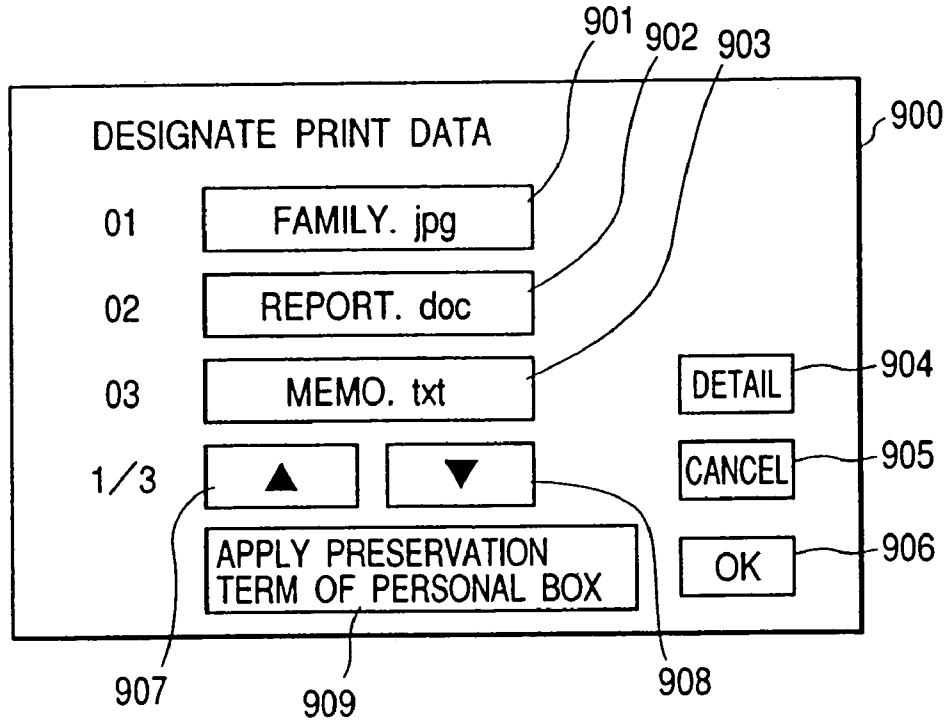 901 902 903
900
DESIGNATE PRINT DATA
01 FAMILY. jpg
02 REPORT. doc
03 MEMO. txt
DETAIL 904
1/3 ▲ ▼
CANCEL 905
APPLY PRESERVATION
TERM OF PERSONAL BOX
OK 906
907 909 908